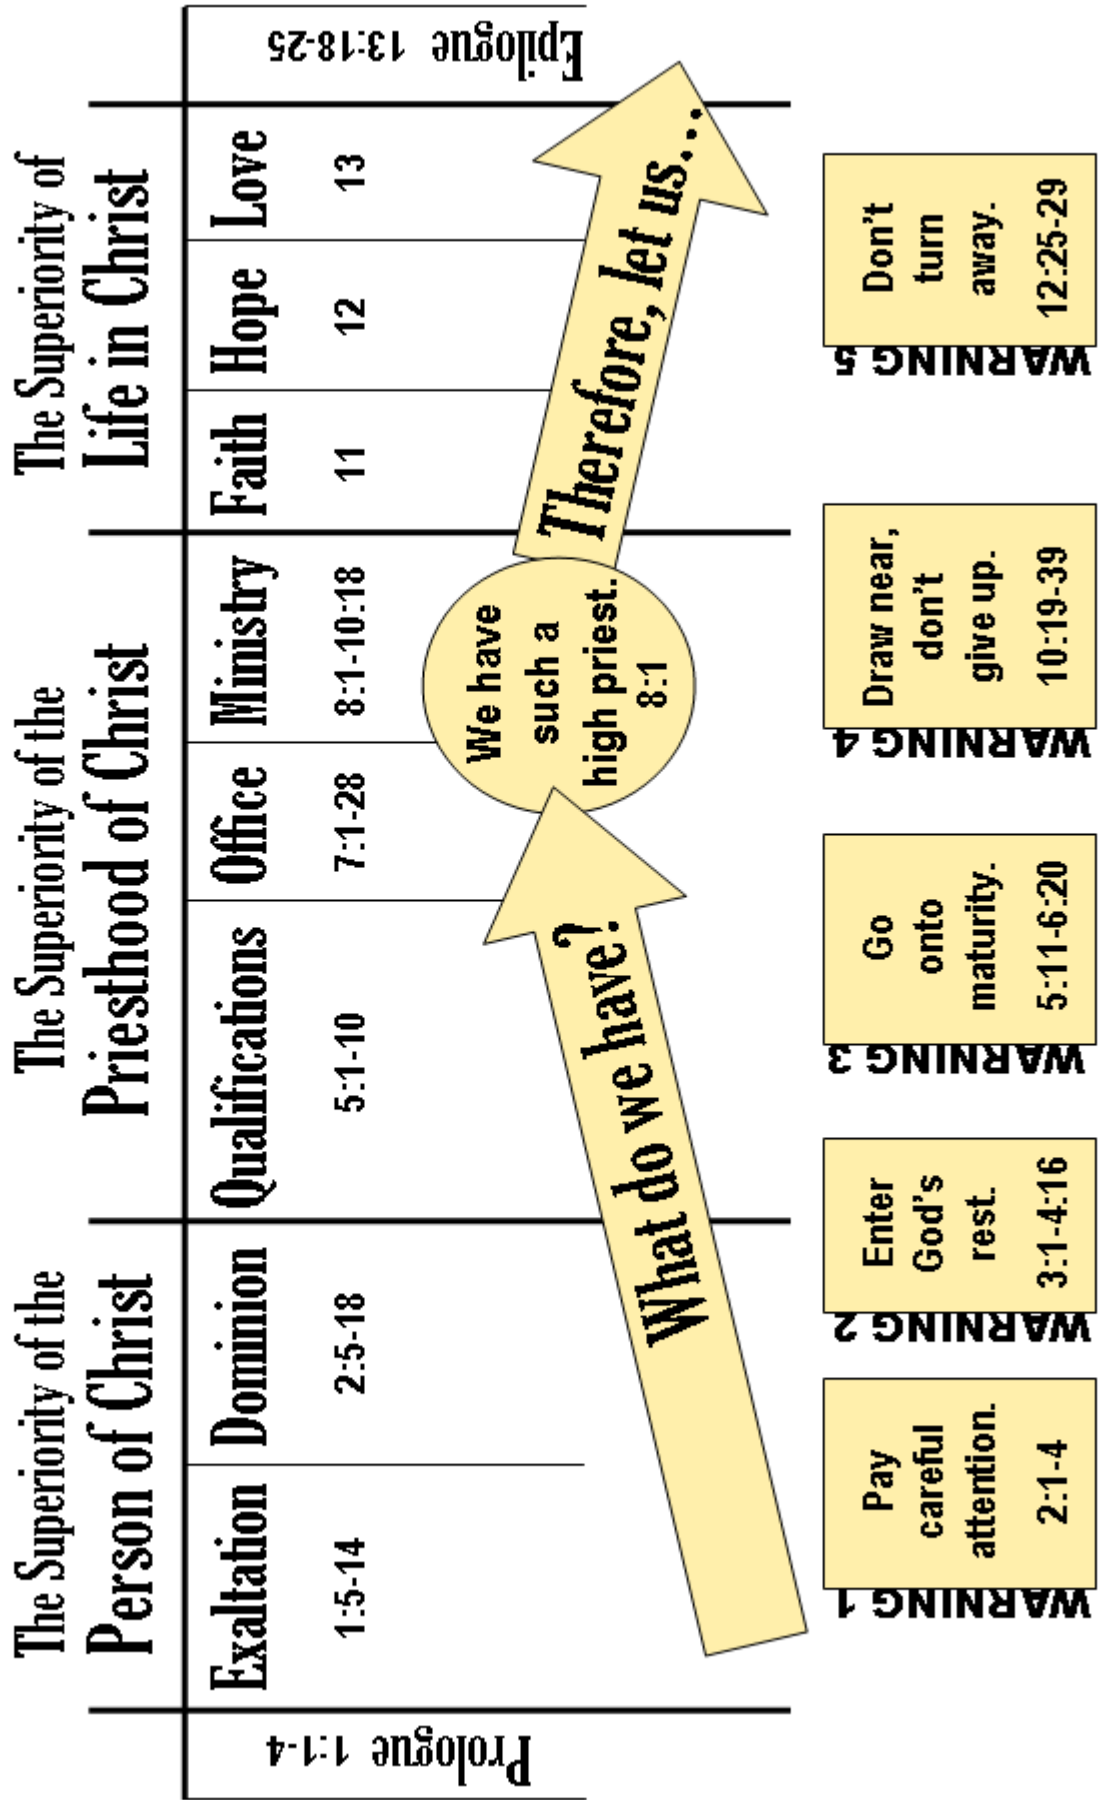 The Superiority of the
Person of Christ
The Superiority of the
Priesthood of Christ
The Superiority of
Life in Christ
Prologue 1:1-4
Exaltation
1:5-14
Dominion
2:5-18
Qualifications
5:1-10
Office
7:1-28
Ministry
8:1-10:18
Faith
11
Hope
12
Love
13
Epilogue 13:18-25
What do we have?
We have
such a
high priest.
8:1
Therefore, let us...
WARNING 1
Pay
careful
attention.
2:1-4
WARNING 2
Enter
God's
rest.
3:1-4:16
WARNING 3
Go
onto
maturity.
5:11-6:20
WARNING 4
Draw near,
don't
give up.
10:19-39
WARNING 5
Don't
turn
away.
12:25-29